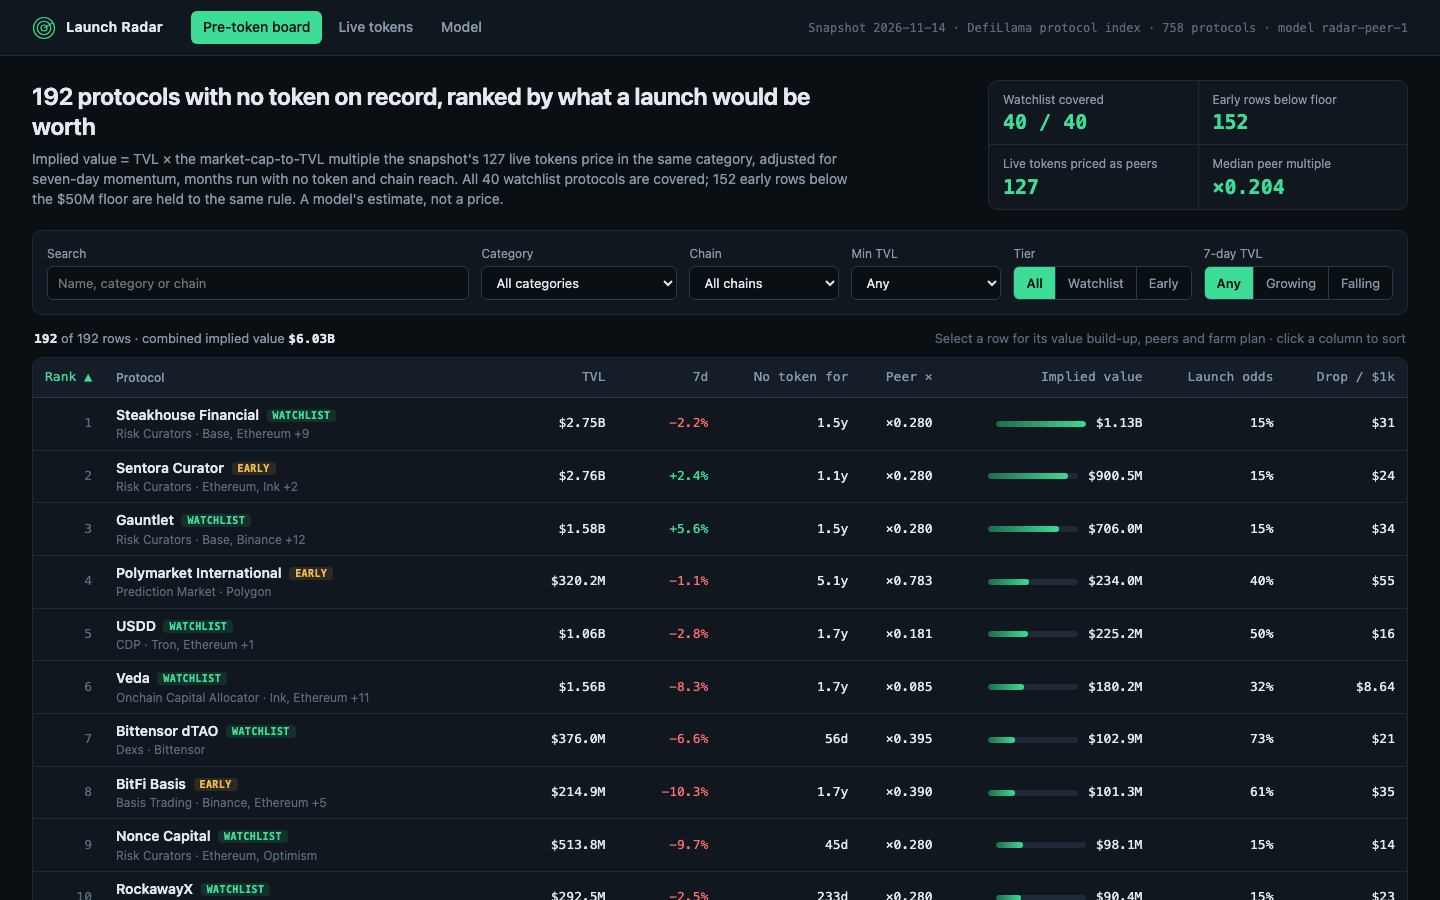 Launch Radar
Pre-token board
Live tokens
Model
Snapshot 2026-11-14 · DefiLlama protocol index · 758 protocols · model radar-peer-1
192 protocols with no token on record, ranked by what a launch would be
worth
Implied value = TVL × the market-cap-to-TVL multiple the snapshot's 127 live tokens price in the same category, adjusted for
seven-day momentum, months run with no token and chain reach. All 40 watchlist protocols are covered; 152 early rows below
the $50M floor are held to the same rule. A model's estimate, not a price.
Watchlist covered
40 / 40
Early rows below floor
152
Live tokens priced as peers
127
Median peer multiple
×0.204
Search
Name, category or chain
Category
All categories
Chain
All chains
Min TVL
Any
Tier
All Watchlist Early
7-day TVL
Any Growing Falling
192 of 192 rows · combined implied value $6.03B
Select a row for its value build-up, peers and farm plan · click a column to sort
Rank ▲ Protocol TVL 7d No token for Peer × Implied value Launch odds Drop / $1k
1 Steakhouse Financial WATCHLIST $2.75B −2.2% 1.5y ×0.280 $1.13B 15% $31
Risk Curators · Base, Ethereum +9
2 Sentora Curator EARLY $2.76B +2.4% 1.1y ×0.280 $900.5M 15% $24
Risk Curators · Ethereum, Ink +2
3 Gauntlet WATCHLIST $1.58B +5.6% 1.5y ×0.280 $706.0M 15% $34
Risk Curators · Base, Binance +12
4 Polymarket International EARLY $320.2M −1.1% 5.1y ×0.783 $234.0M 40% $55
Prediction Market · Polygon
5 USDD WATCHLIST $1.06B −2.8% 1.7y ×0.181 $225.2M 50% $16
CDP · Tron, Ethereum +1
6 Veda WATCHLIST $1.56B −8.3% 1.7y ×0.085 $180.2M 32% $8.64
Onchain Capital Allocator · Ink, Ethereum +11
7 Bittensor dTAO WATCHLIST $376.0M −6.6% 56d ×0.395 $102.9M 73% $21
Dexs · Bittensor
8 BitFi Basis EARLY $214.9M −10.3% 1.7y ×0.390 $101.3M 61% $35
Basis Trading · Binance, Ethereum +5
9 Nonce Capital WATCHLIST $513.8M −9.7% 45d ×0.280 $98.1M 15% $14
Risk Curators · Ethereum, Optimism
10 RockawayX WATCHLIST $292.5M −2.5% 233d ×0.280 $90.4M 15% $23